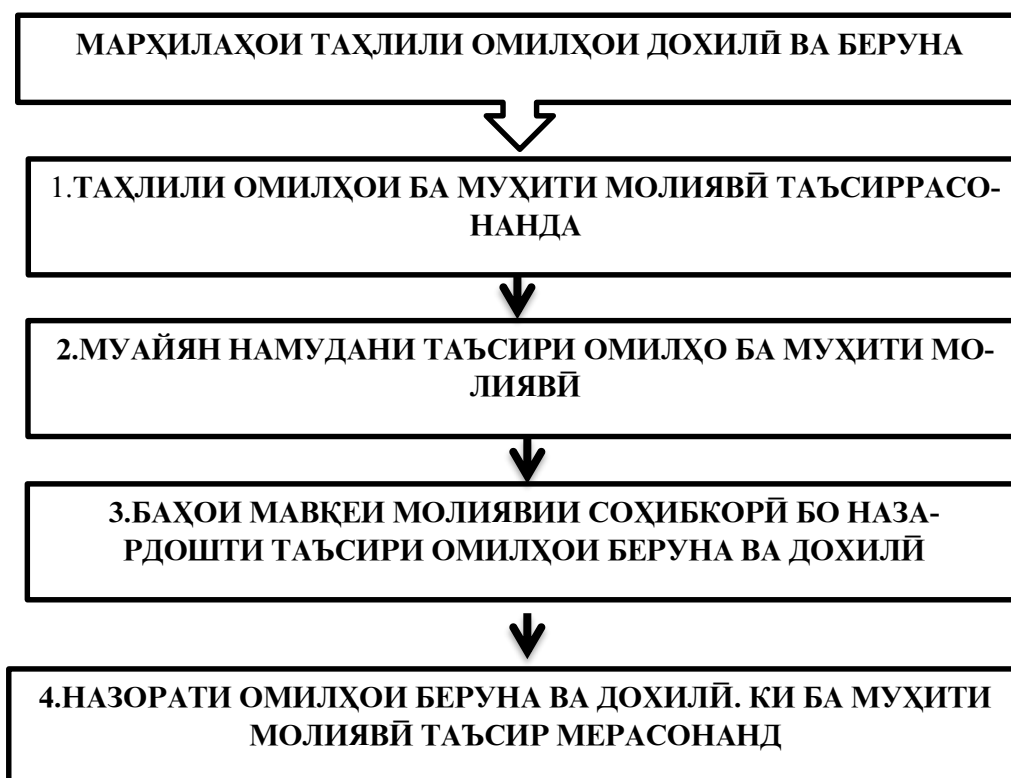 МАРҲИЛАҲОИ ТАҲЛИЛИ ОМИЛҲОИ ДОХИЛӢ ВА БЕРУНА
1.ТАҲЛИЛИ ОМИЛҲОИ БА МУҲИТИ МОЛИЯВӢ ТАЪСИРРАСО-
НАНДА
2.МУАЙЯН НАМУДАНИ ТАЪСИРИ ОМИЛҲО БА МУҲИТИ МО-
ЛИЯВӢ
3.БАҲОИ МАВҚЕИ МОЛИЯВИИ СОҲИБКОРӢ БО НАЗА-
РДОШТИ ТАЪСИРИ ОМИЛҲОИ БЕРУНА ВА ДОХИЛӢ
4.НАЗОРАТИ ОМИЛҲОИ БЕРУНА ВА ДОХИЛӢ. КИ БА МУҲИТИ
МОЛИЯВӢ ТАЪСИР МЕРАСОНАНД